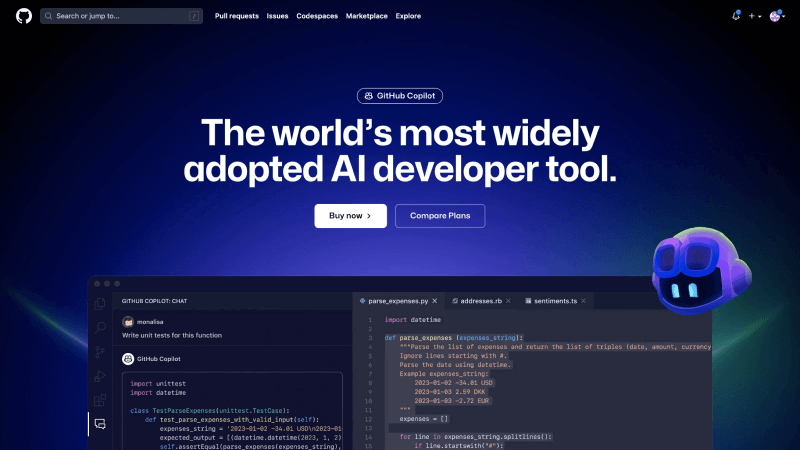 Search or jump to...
/
Pull requests
Issues
Codespaces
Marketplace
Explore
GitHub Copilot
The world's most widely
adopted AI developer tool.
Buy now
Compare Plans
GITHUB COPILOT: CHAT
monalisa
Write unit tests for this function
GitHub Copilot
import unittest
import datetime
class TestParseExpenses(unittest.TestCase):
def test_parse_expenses_with_valid_input(self):
expenses_string = '2023-01-02 -34.01 USD\n2023-01
expected_output = [(datetime.datetime(2023, 1, 2)
self.assertEqual(parse_expenses(expenses_string),
parse_expenses.py
addresses.rb
sentiments.ts
1 import datetime
2
3 def parse_expenses (expenses_string):
4 """Parse the list of expenses and return the list of triples (date, amount, currency
5 Ignore lines starting with #.
6 Parse the date using datetime.
7 Example expenses_string:
8 2023-01-02 -34.01 USD
9 2023-01-03 2.59 DKK
10 2023-01-03 -2.72 EUR
11 """
12 expenses = []
13
14 for line in expenses_string.splitlines():
15 if line.startswith("#"):